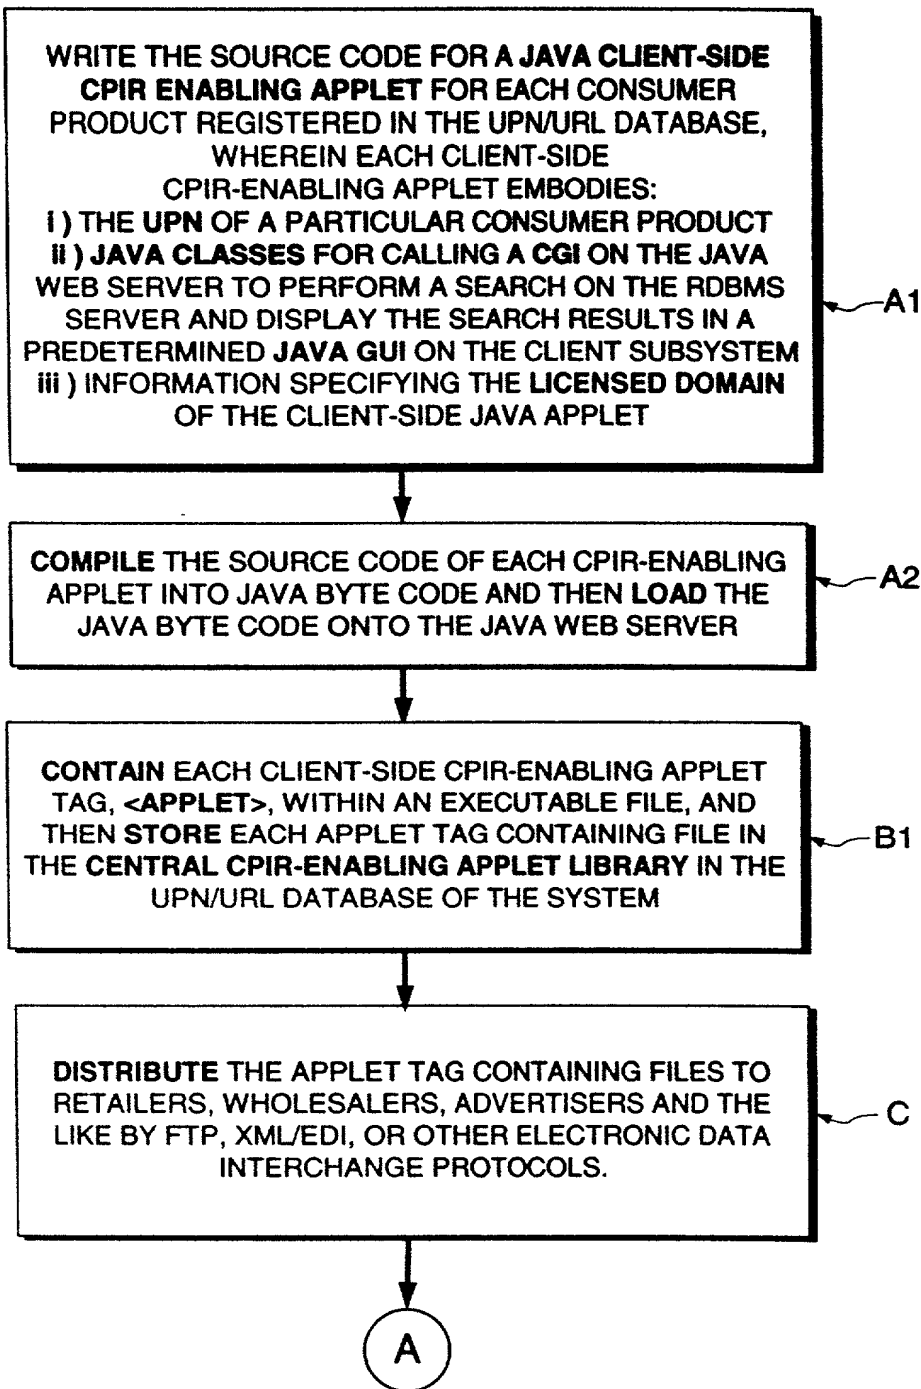 WRITE THE SOURCE CODE FOR A JAVA CLIENT-SIDE
CPIR ENABLING APPLET FOR EACH CONSUMER
PRODUCT REGISTERED IN THE UPN/URL DATABASE,
WHEREIN EACH CLIENT-SIDE
CPIR-ENABLING APPLET EMBODIES:
i ) THE UPN OF A PARTICULAR CONSUMER PRODUCT
ii ) JAVA CLASSES FOR CALLING A CGI ON THE JAVA
WEB SERVER TO PERFORM A SEARCH ON THE RDBMS
SERVER AND DISPLAY THE SEARCH RESULTS IN A
PREDETERMINED JAVA GUI ON THE CLIENT SUBSYSTEM
iii ) INFORMATION SPECIFYING THE LICENSED DOMAIN
OF THE CLIENT-SIDE JAVA APPLET
A1
COMPILE THE SOURCE CODE OF EACH CPIR-ENABLING
APPLET INTO JAVA BYTE CODE AND THEN LOAD THE
JAVA BYTE CODE ONTO THE JAVA WEB SERVER
A2
CONTAIN EACH CLIENT-SIDE CPIR-ENABLING APPLET
TAG, <APPLET>, WITHIN AN EXECUTABLE FILE, AND
THEN STORE EACH APPLET TAG CONTAINING FILE IN
THE CENTRAL CPIR-ENABLING APPLET LIBRARY IN THE
UPN/URL DATABASE OF THE SYSTEM
B1
DISTRIBUTE THE APPLET TAG CONTAINING FILES TO
RETAILERS, WHOLESALERS, ADVERTISERS AND THE
LIKE BY FTP, XML/EDI, OR OTHER ELECTRONIC DATA
INTERCHANGE PROTOCOLS.
C
A